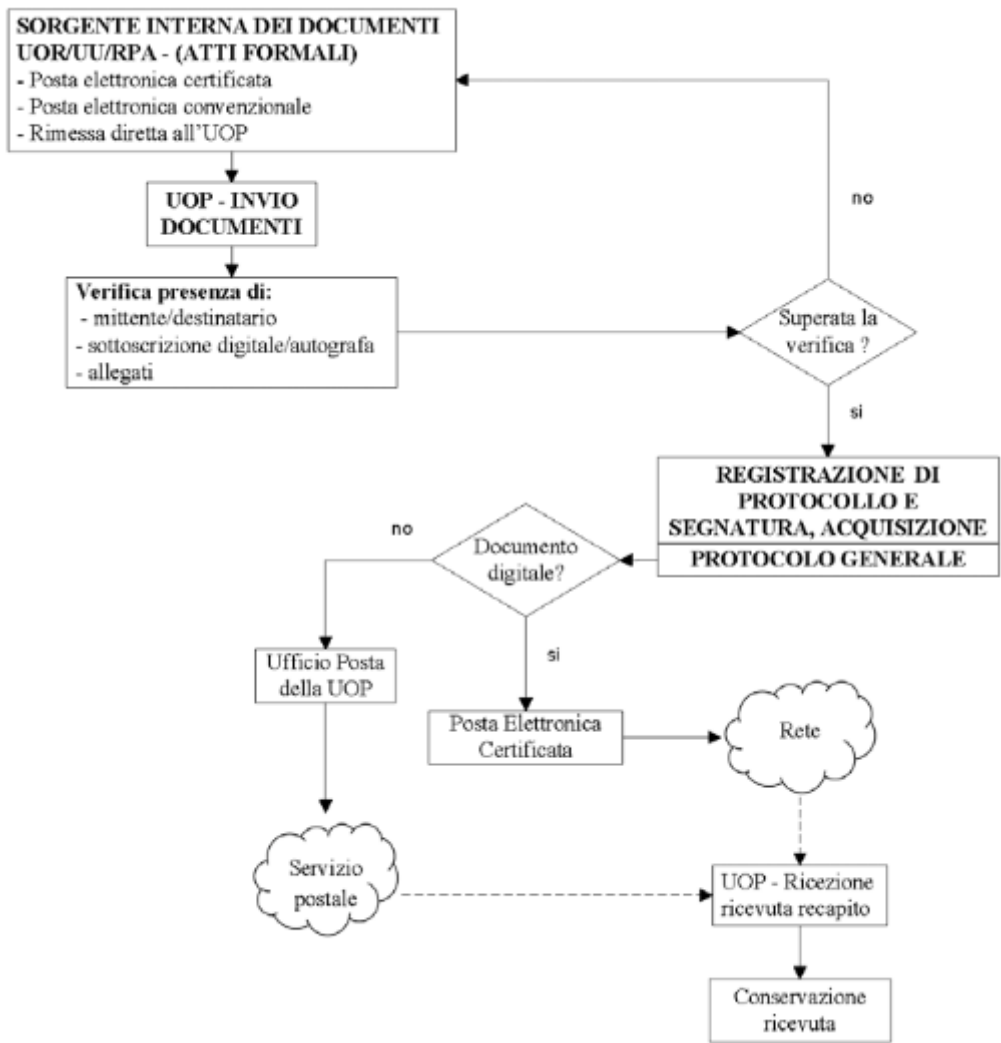 SORGENTE INTERNA DEI DOCUMENTI
UOR/UU/RPA - (ATTI FORMALI)
- Posta elettronica certificata
- Posta elettronica convenzionale
- Rimessa diretta all'UOP
UOP - INVIO
DOCUMENTI
no
Verifica presenza di:
- mittente/destinatario
- sottoscrizione digitale/autografa
- allegati
Superata la
verifica ?
si
REGISTRAZIONE DI
PROTOCOLLO E
SEGNATURA, ACQUISIZIONE
PROTOCOLO GENERALE
no
Documento
digitale?
si
Ufficio Posta
della UOP
Posta Elettronica
Certificata
Rete
Servizio
postale
UOP - Ricezione
ricevuta recapito
Conservazione
ricevuta